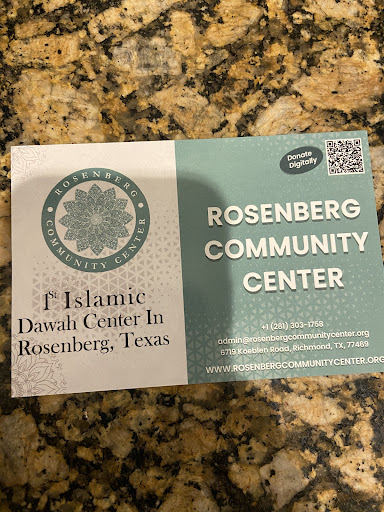 ROSENBERG
COMMUNITY CENTER
1st Islamic
Dawah Center In
Rosenberg, Texas
Donate
Digitally
ROSENBERG
COMMUNITY
CENTER
+1 (281) 303-1758
admin@rosenbergcommunitycenter.org
6719 Koeblen Road, Richmond, TX, 77469
WWW.ROSENBERGCOMMUNITYCENTER.ORG